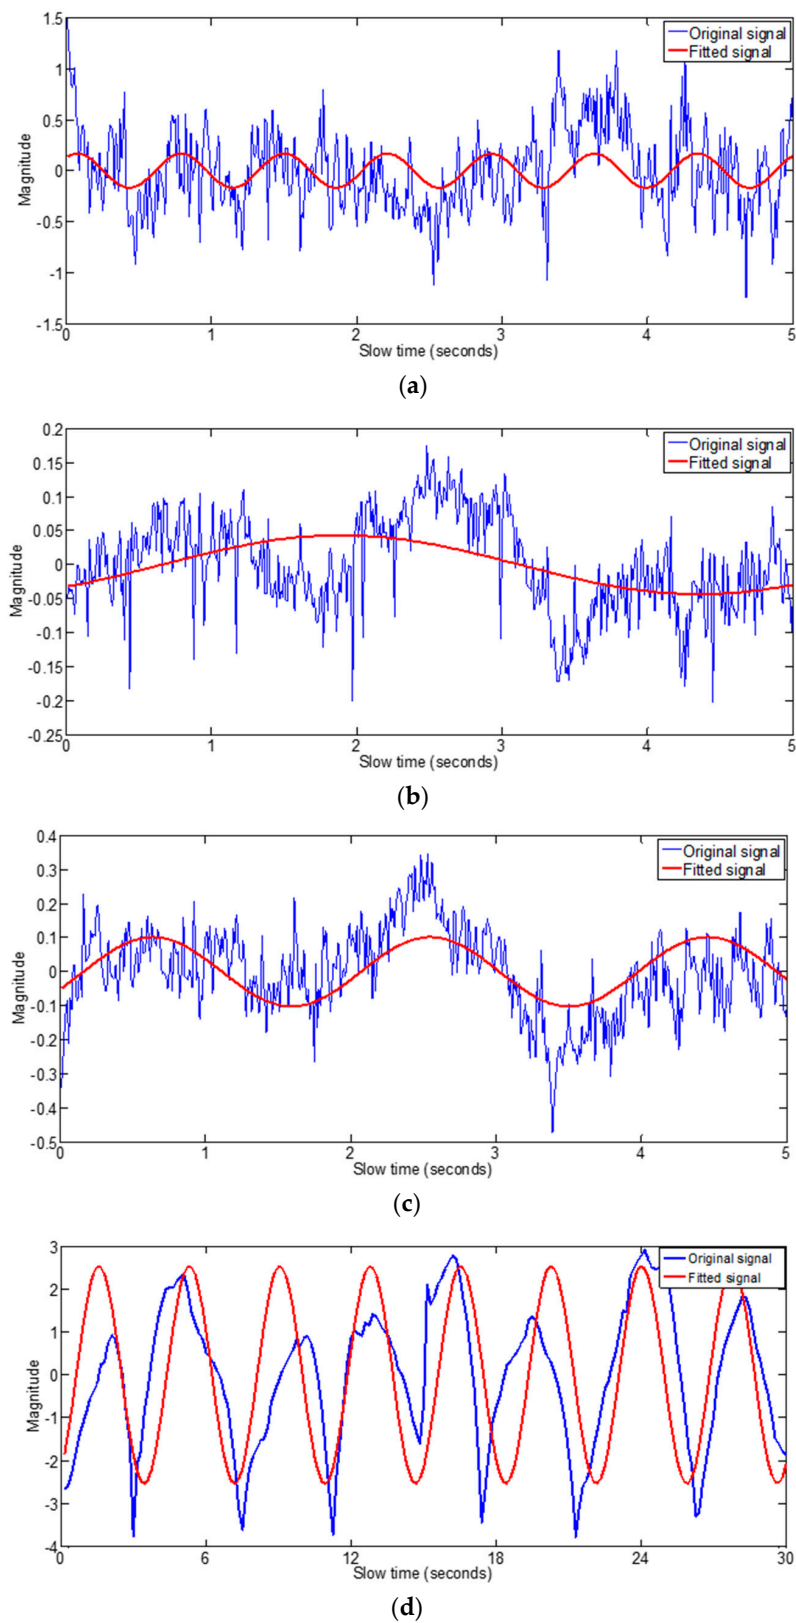 1.5
Original signal
Fitted signal
1
0.5
0
-0.5
-1
-1.5
Magnitude
0 1 2 3 4 5
Slow time (seconds)
(a)
0.2
Original signal
Fitted signal
0.15
0.1
0.05
0
-0.05
-0.1
-0.15
-0.2
-0.25
Magnitude
0 1 2 3 4 5
Slow time (seconds)
(b)
0.4
Original signal
Fitted signal
0.3
0.2
0.1
0
-0.1
-0.2
-0.3
-0.4
-0.5
Magnitude
0 1 2 3 4 5
Slow time (seconds)
(c)
3
Original signal
Fitted signal
2
1
0
-1
-2
-3
-4
Magnitude
0 6 12 18 24 30
Slow time (seconds)
(d)